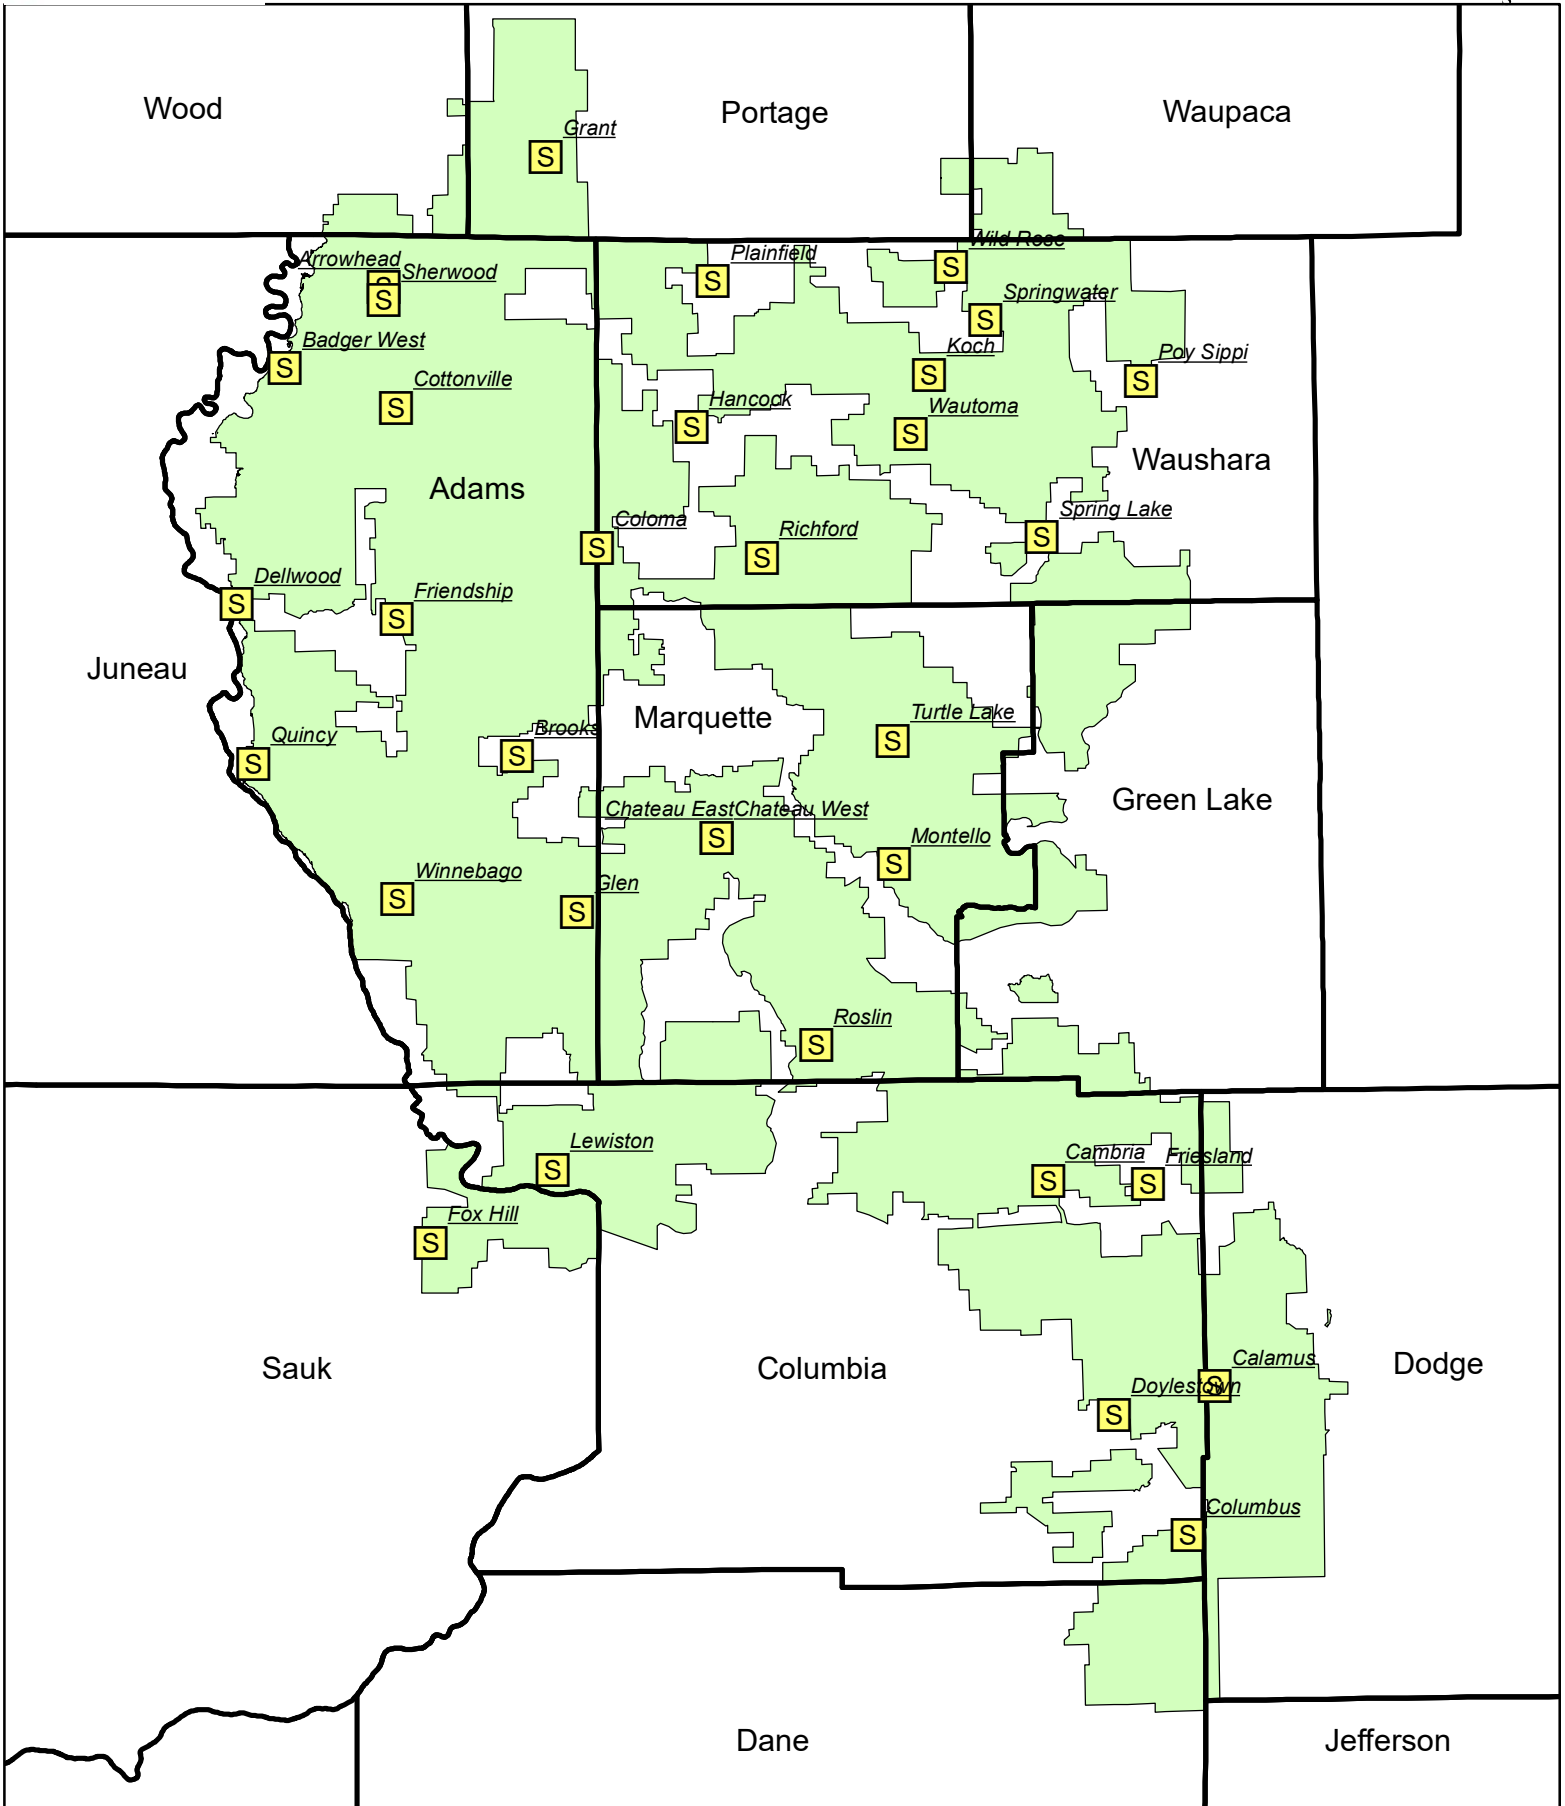 Wood
Portage
Waupaca
Grant
S
Wild Rose
Plainfield
S
S
Arrowhead
Sherwood
S
S
Springwater
S
Badger West
S
Koch
S
Poy Sippi
S
Cottonville
S
Hancock
S
Wautoma
S
Waushara
Adams
Coloma
S
Richford
S
Spring Lake
S
Dellwood
S
Friendship
S
Juneau
Marquette
Turtle Lake
S
Quincy
S
Brooks
S
Green Lake
Chateau East Chateau West
S
Montello
S
Winnebago
S
Glen
S
Roslin
S
Lewiston
S
Cambria
S
Friesland
S
Fox Hill
S
Sauk
Columbia
Calamus
S
Dodge
Doylestown
S
Columbus
S
Dane
Jefferson